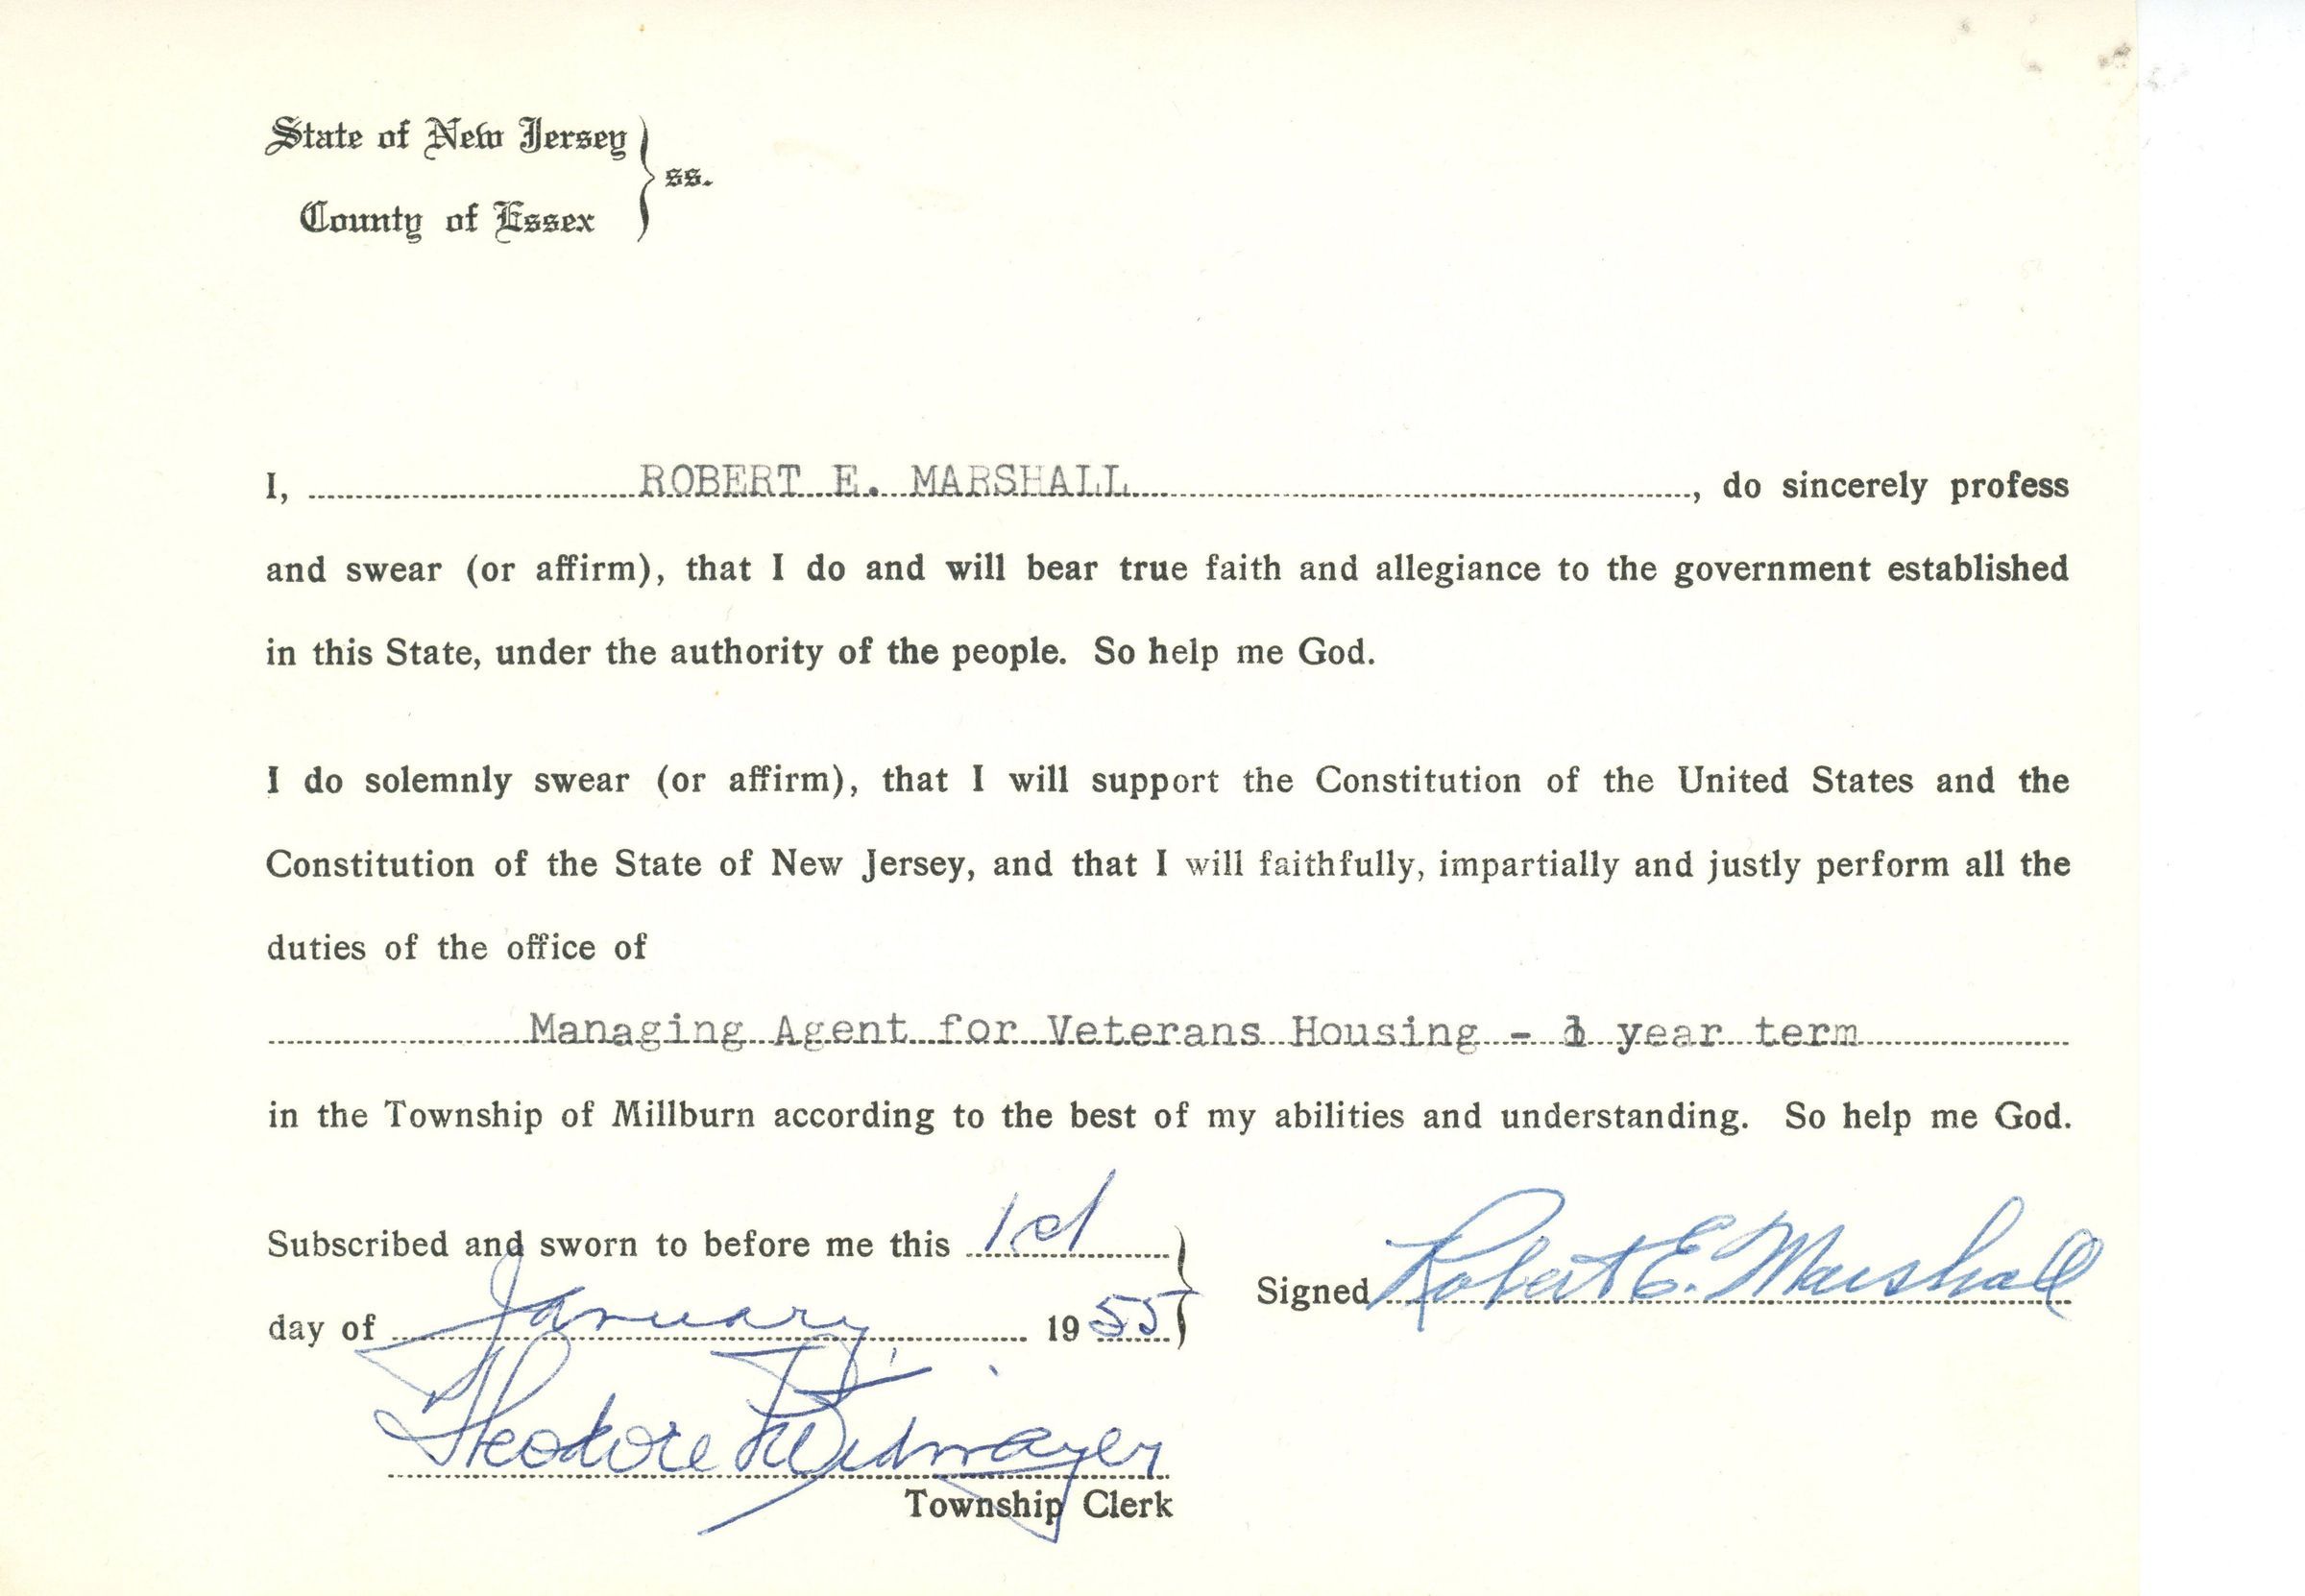 State of New Jersey
County of Essex
ss.
I, ROBERT E. MARSHALL, do sincerely profess
and swear (or affirm), that I do and will bear true faith and allegiance to the government established
in this State, under the authority of the people. So help me God.
I do solemnly swear (or affirm), that I will support the Constitution of the United States and the
Constitution of the State of New Jersey, and that I will faithfully, impartially and justly perform all the
duties of the office of
Managing Agent for Veterans Housing - 1 year term
in the Township of Millburn according to the best of my abilities and understanding. So help me God.
Subscribed and sworn to before me this 1st
day of January 1955
Signed Robert E. Marshall
Theodore Widmayer
Township Clerk